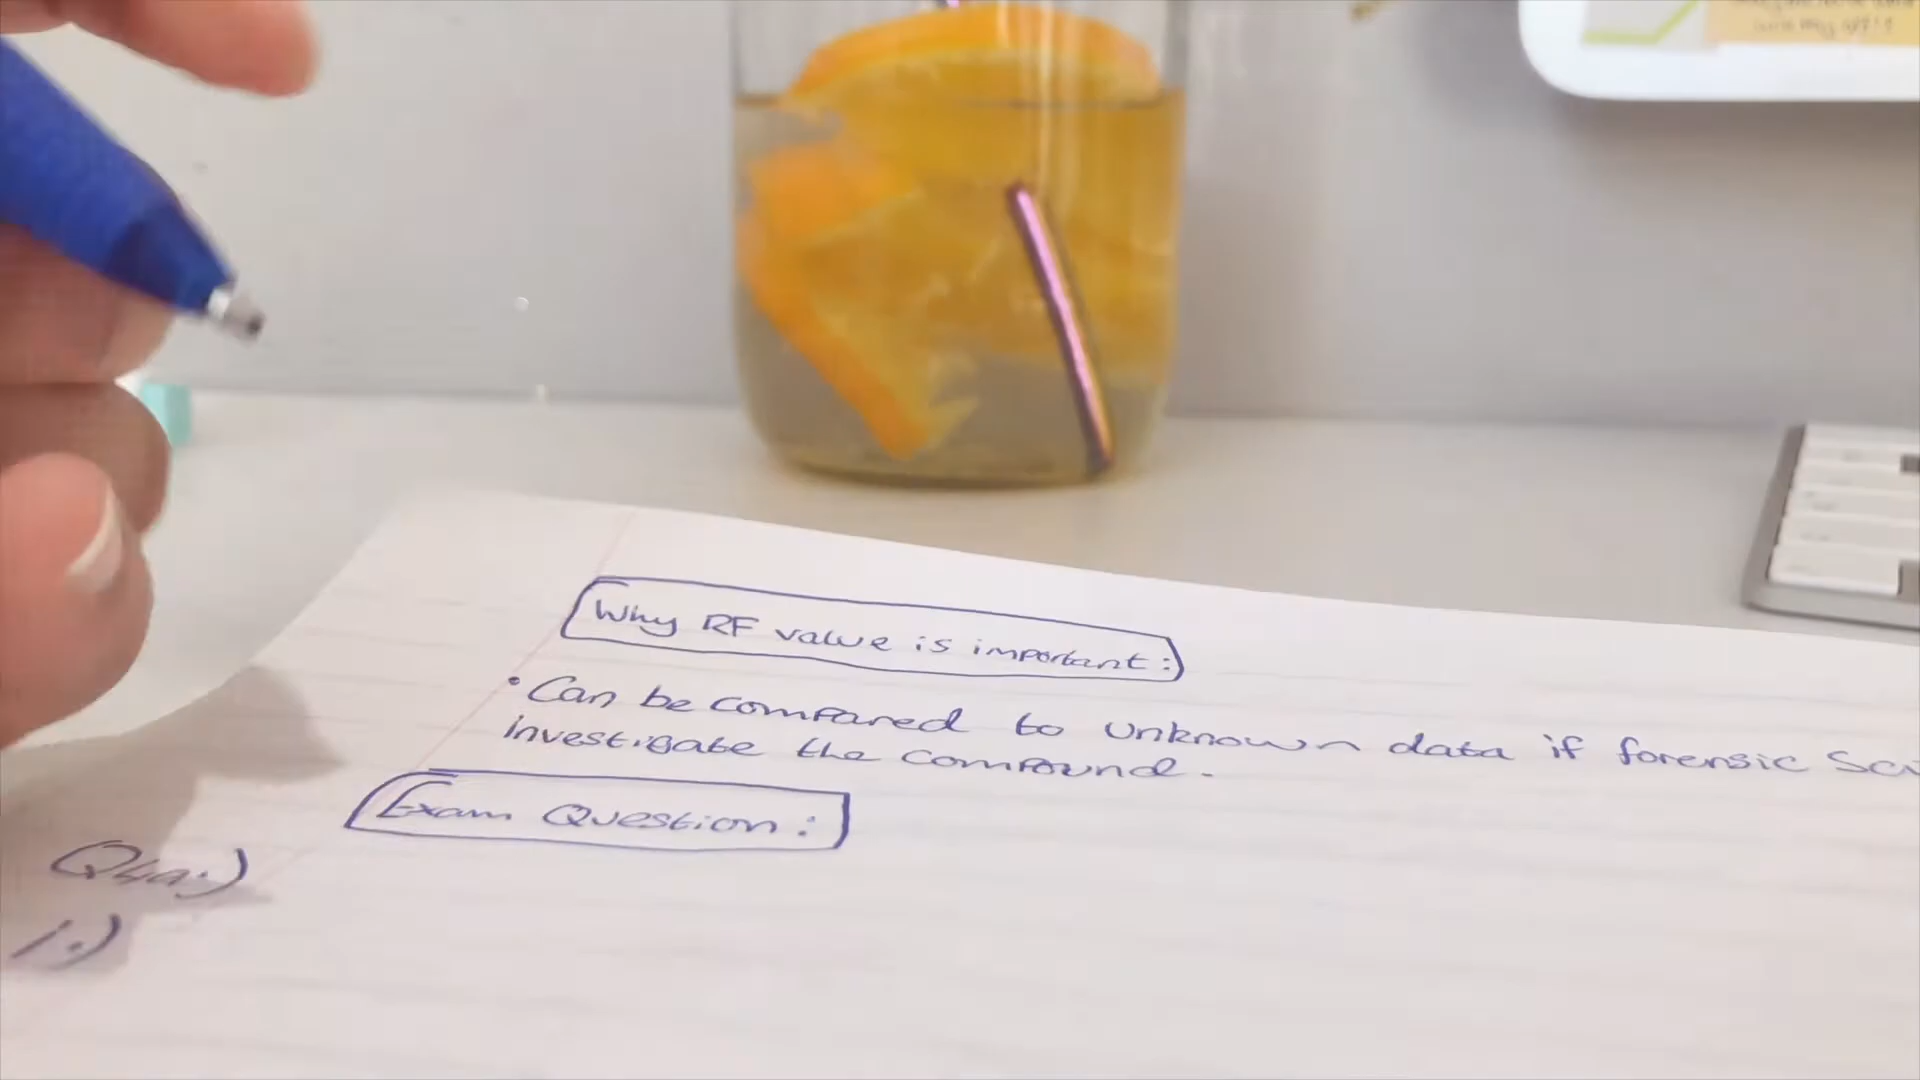 Why RF value is important:
• Can be compared to unknown data if forensic
investigate the compound.
Exam Question:
Q4a:)
i:)